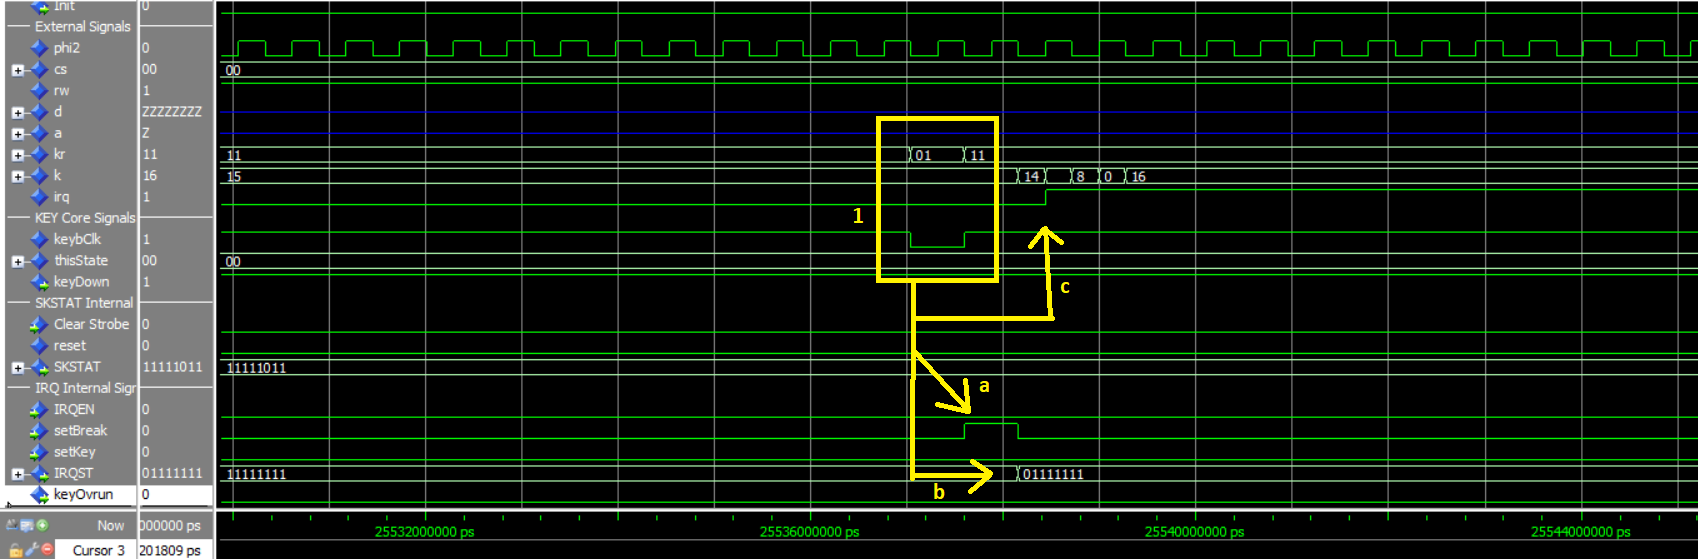 Init 0
External Signals
phi2 0
cs 00 00
rw 1
d ZZZZZZZZ
a Z
kr 11 11 01 11
k 16 15 14 8 0 16
irq 1
1
KEY Core Signals
keybClk 1
thisState 00 00
keyDown 1
c
SKSTAT Internal
Clear Strobe 0
reset 0
SKSTAT 11111011 11111011
a
IRQ Internal Sigr
IRQEN 0
setBreak 0
setKey 0
IRQST 01111111 11111111 01111111
b
keyOvrun 0
Now 000000 ps 25532000000 ps 25536000000 ps 25540000000 ps 25544000000 ps
Cursor 3 201809 ps